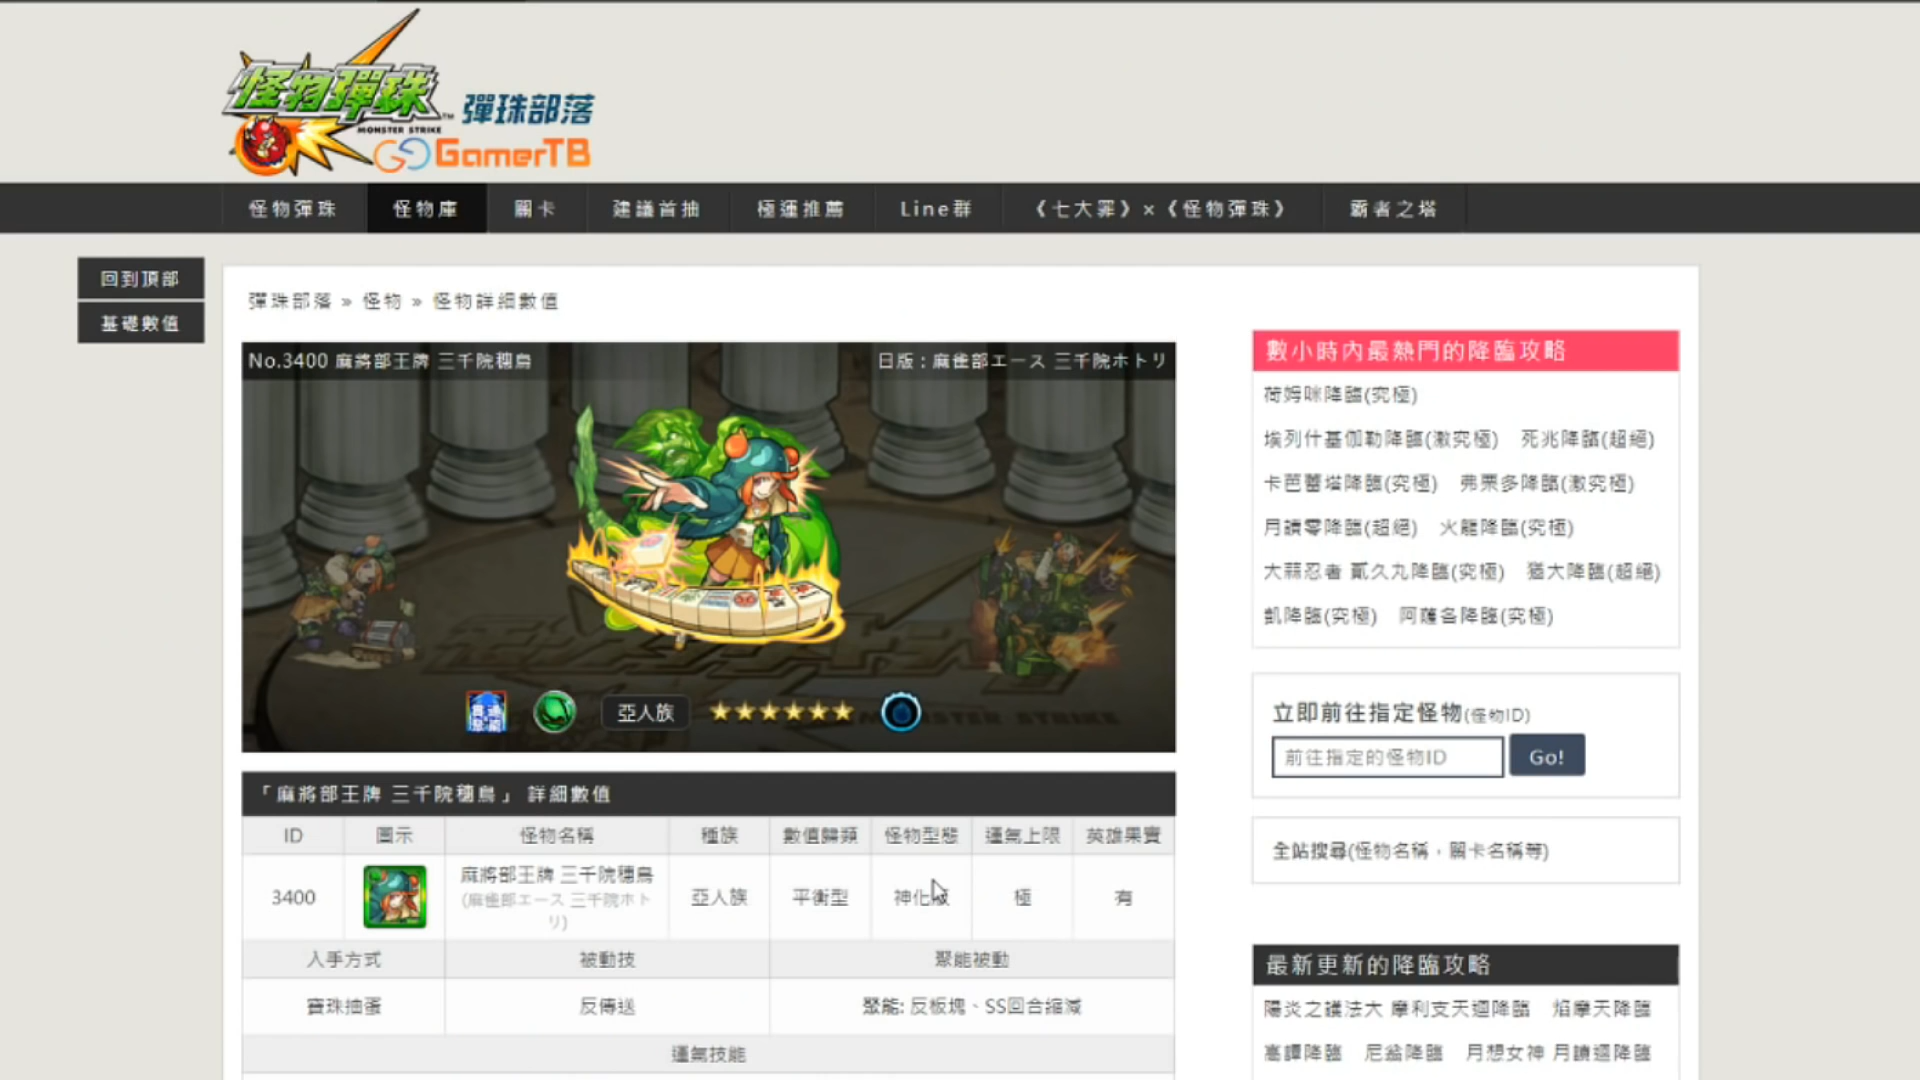 怪物彈珠
MONSTER STRIKE
彈珠部落
GamerTB
怪物彈珠 怪物庫 關卡 建議首抽 極運推薦 Line群 《七大罪》x《怪物彈珠》 霸者之塔
回到頂部
基礎數值
彈珠部落 » 怪物 » 怪物詳細數值
No.3400 麻將部王牌 三千院穗鳥
日版：麻雀部エース 三千院ホトリ
亞人族
「麻將部王牌 三千院穗鳥」 詳細數值
ID 圖示 怪物名稱 種族 數值歸類 怪物型態 運氣上限 英雄果實
3400 麻將部王牌 三千院穗鳥 亞人族 平衡型 神化 極 有
(麻雀部エース 三千院ホト
リ)
入手方式 被動技 聚能被動
寶珠抽蛋 反傳送 聚能: 反板塊、SS回合縮減
運氣技能
數小時內最熱門的降臨攻略
荷姆咪降臨(究極)
埃列什基伽勒降臨(激究極) 死兆降臨(超絕)
卡芭蕾塔降臨(究極) 弗栗多降臨(激究極)
月讀零降臨(超絕) 火龍降臨(究極)
大蒜忍者 貳久丸降臨(究極) 猶大降臨(超絕)
凱降臨(究極) 阿薩各降臨(究極)
立即前往指定怪物(怪物ID)
前往指定的怪物ID Go!
全站搜尋(怪物名稱，關卡名稱等)
最新更新的降臨攻略
陽炎之護法大 摩利支天廻降臨 焰摩天降臨
高譚降臨 尼盆降臨 月想女神 月讀廻降臨